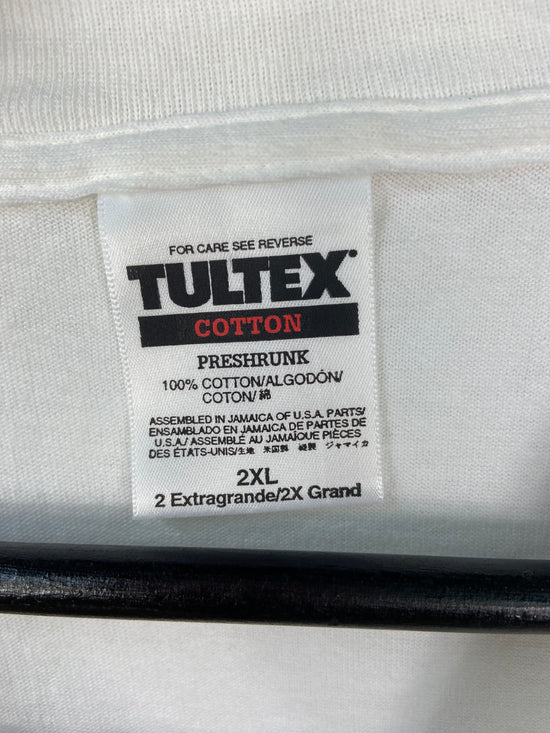 FOR CARE SEE REVERSE
TULTEX
COTTON
PRESHRUNK
100% COTTON/ALGODÓN/
COTON/綿
ASSEMBLED IN JAMAICA OF U.S.A. PARTS/
ENSAMBLADO EN JAMAICA DE PARTES DE
U.S.A./ ASSEMBLÉ AU JAMAÏQUE PIÈCES
DES ÉTATS-UNIS/生地 米国製 縫製 ジャマイカ
2XL
2 Extragrande/2X Grand